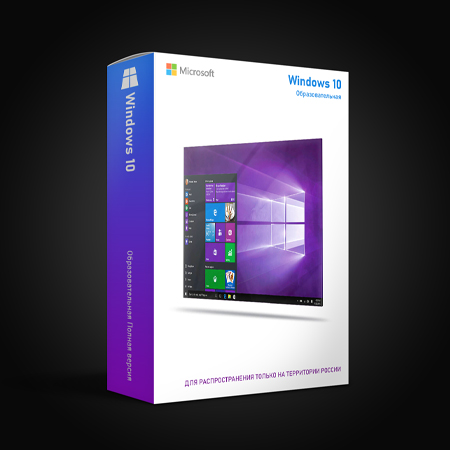 Microsoft
Windows 10
Образовательная
Windows 10
Образовательная Полная версия
ДЛЯ РАСПРОСТРАНЕНИЯ ТОЛЬКО НА ТЕРРИТОРИИ РОССИИ